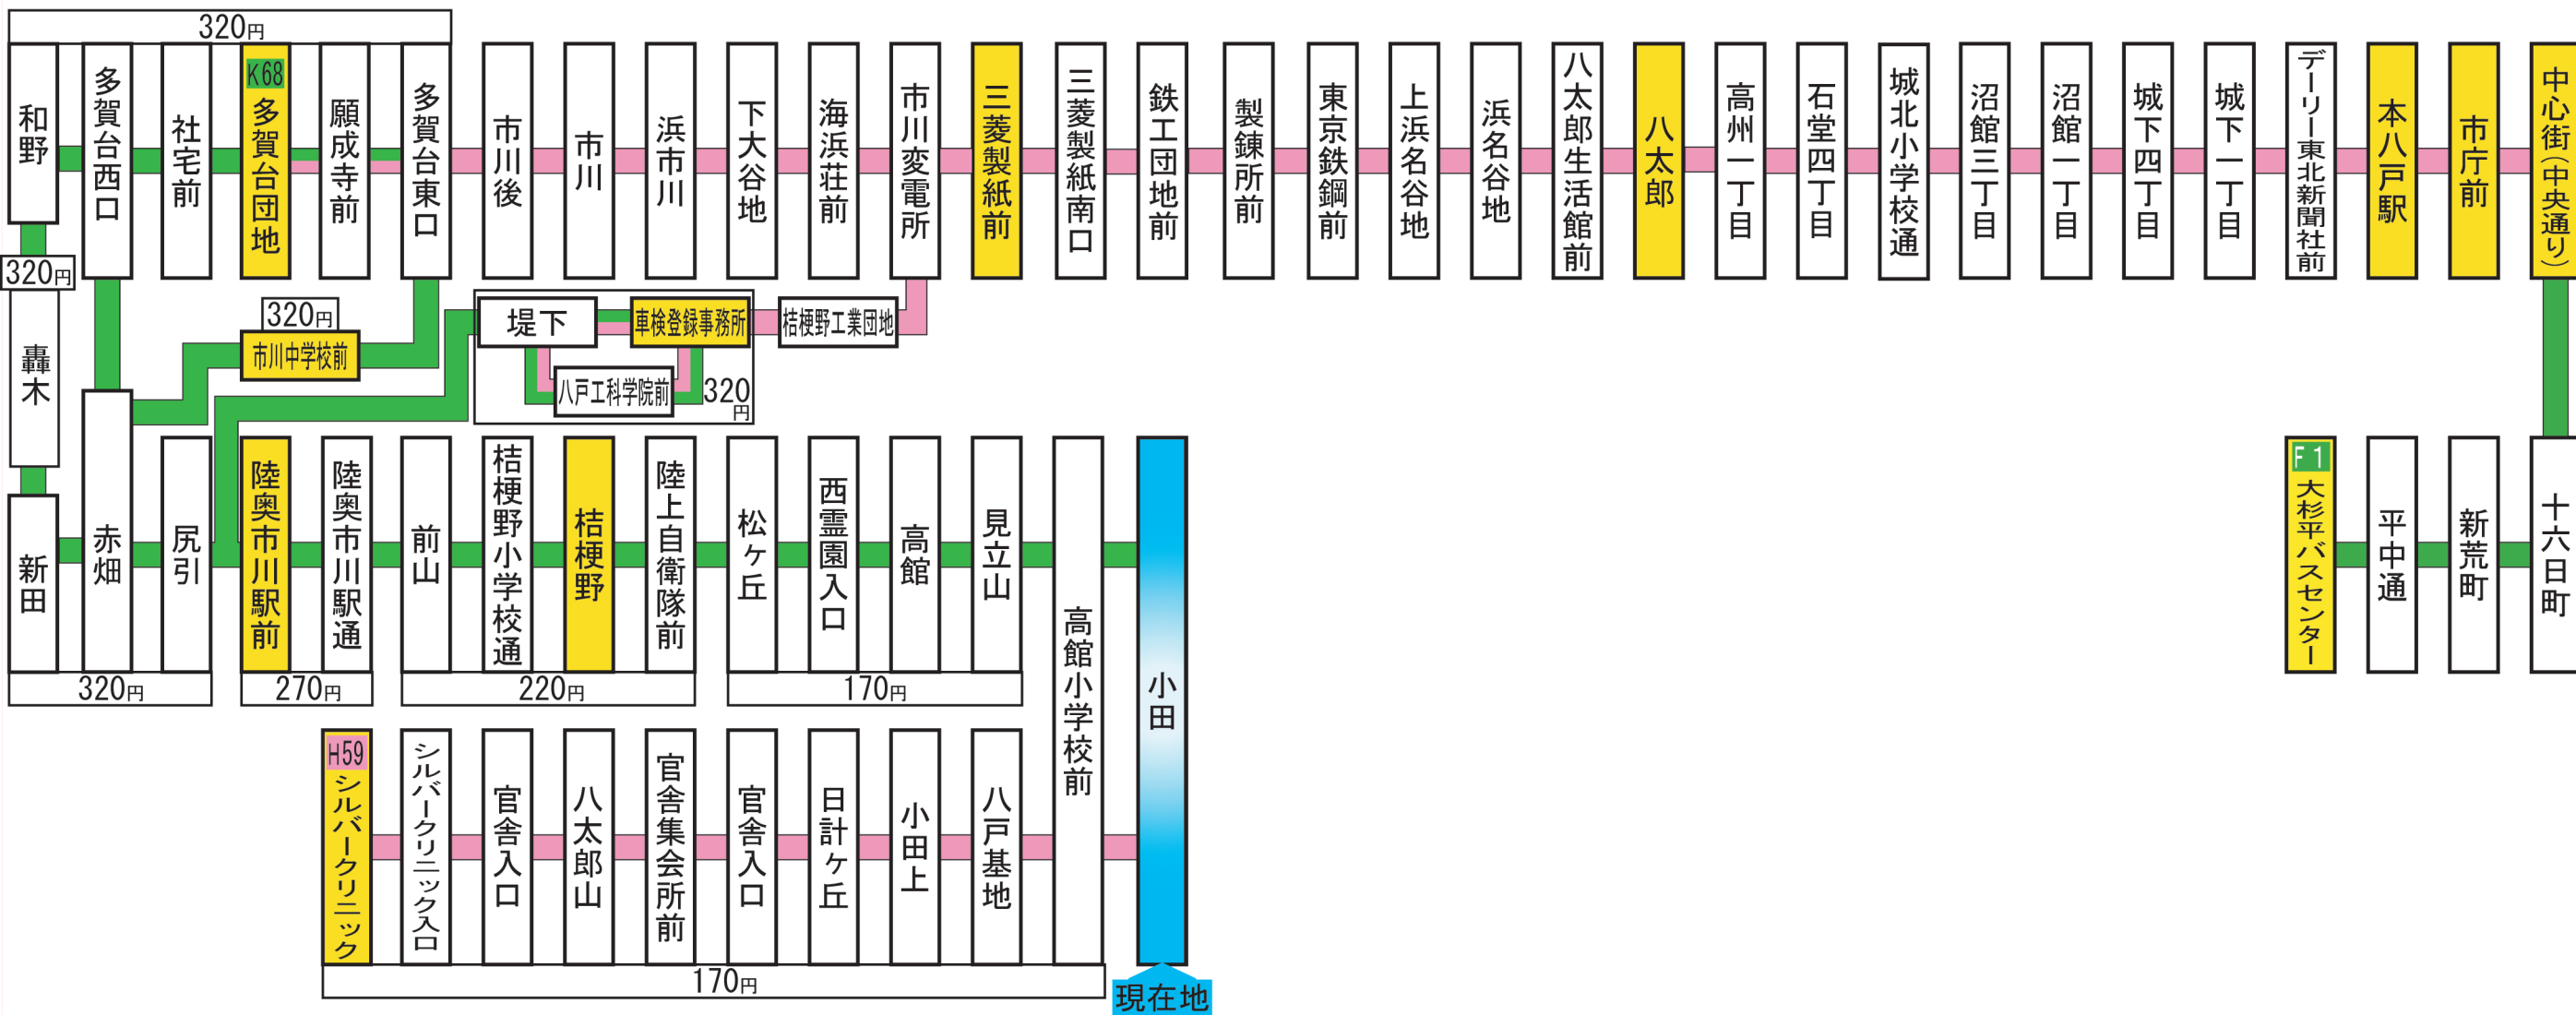 320円
和野
多賀台西口
社宅前
K68
多賀台団地
願成寺前
多賀台東口
市川後
市川
浜市川
下大谷地
海浜荘前
市川変電所
三菱製紙前
三菱製紙南口
鉄工団地前
製錬所前
東京鉄鋼前
上浜名谷地
浜名谷地
八太郎生活館前
八太郎
高州一丁目
石堂四丁目
城北小学校通
沼館三丁目
沼館一丁目
城下四丁目
城下一丁目
デーリー東北新聞社前
本八戸駅
市庁前
中心街(中央通り)
320円
轟木
320円
市川中学校前
堤下
車検登録事務所
桔梗野工業団地
八戸工科学院前
320円
新田
赤畑
尻引
陸奥市川駅前
陸奥市川駅通
前山
桔梗野小学校通
桔梗野
陸上自衛隊前
松ヶ丘
西霊園入口
高館
見立山
高館小学校前
小田
F1
大杉平バスセンター
平中通
新荒町
十六日町
320円
270円
220円
170円
H59
シルバークリニック
シルバークリニック入口
官舎入口
八太郎山
官舎集会所前
官舎入口
日計ヶ丘
小田上
八戸基地
170円
現在地